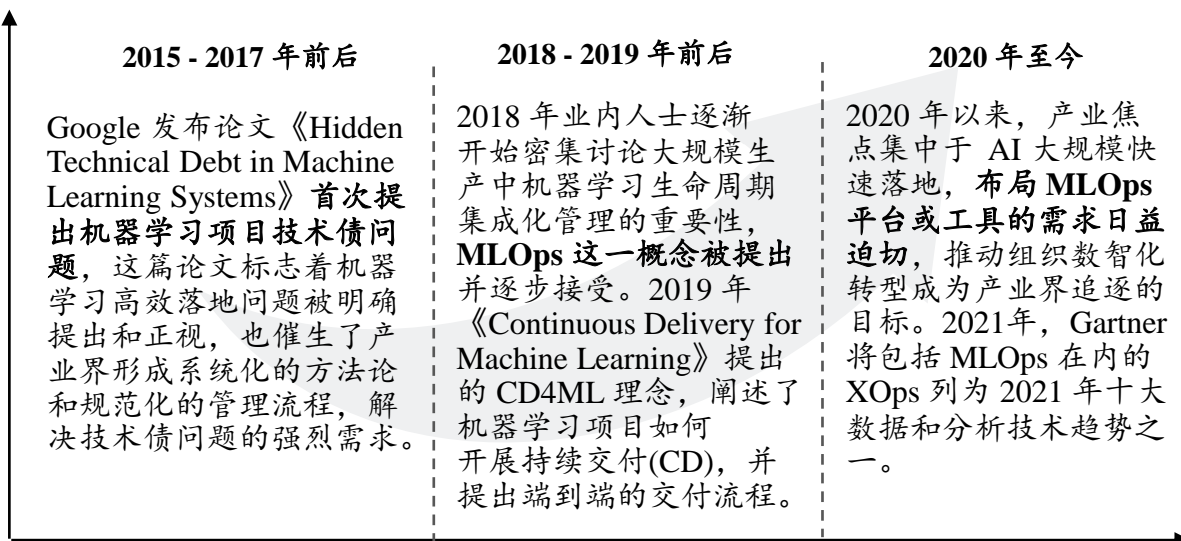 2015 - 2017 年前后
Google 发布论文《Hidden
Technical Debt in Machine
Learning Systems》首次提
出机器学习项目技术债问
题，这篇论文标志着机器
学习高效落地问题被明确
提出和正视，也催生了产
业界形成系统化的方法论
和规范化的管理流程，解
决技术债问题的强烈需求。
2018 - 2019 年前后
2018 年业内人士逐渐
开始密集讨论大规模生
产中机器学习生命周期
集成化管理的重要性，
MLOps 这一概念被提出
并逐步接受。2019 年
《Continuous Delivery for
Machine Learning》提出
的 CD4ML 理念，阐述了
机器学习项目如何
开展持续交付(CD)，并
提出端到端的交付流程。
2020 年至今
2020 年以来，产业焦
点集中于 AI 大规模快
速落地，布局 MLOps
平台或工具的需求日益
迫切，推动组织数智化
转型成为产业界追逐的
目标。2021年，Gartner
将包括 MLOps 在内的
XOps 列为 2021 年十大
数据和分析技术趋势之
一。